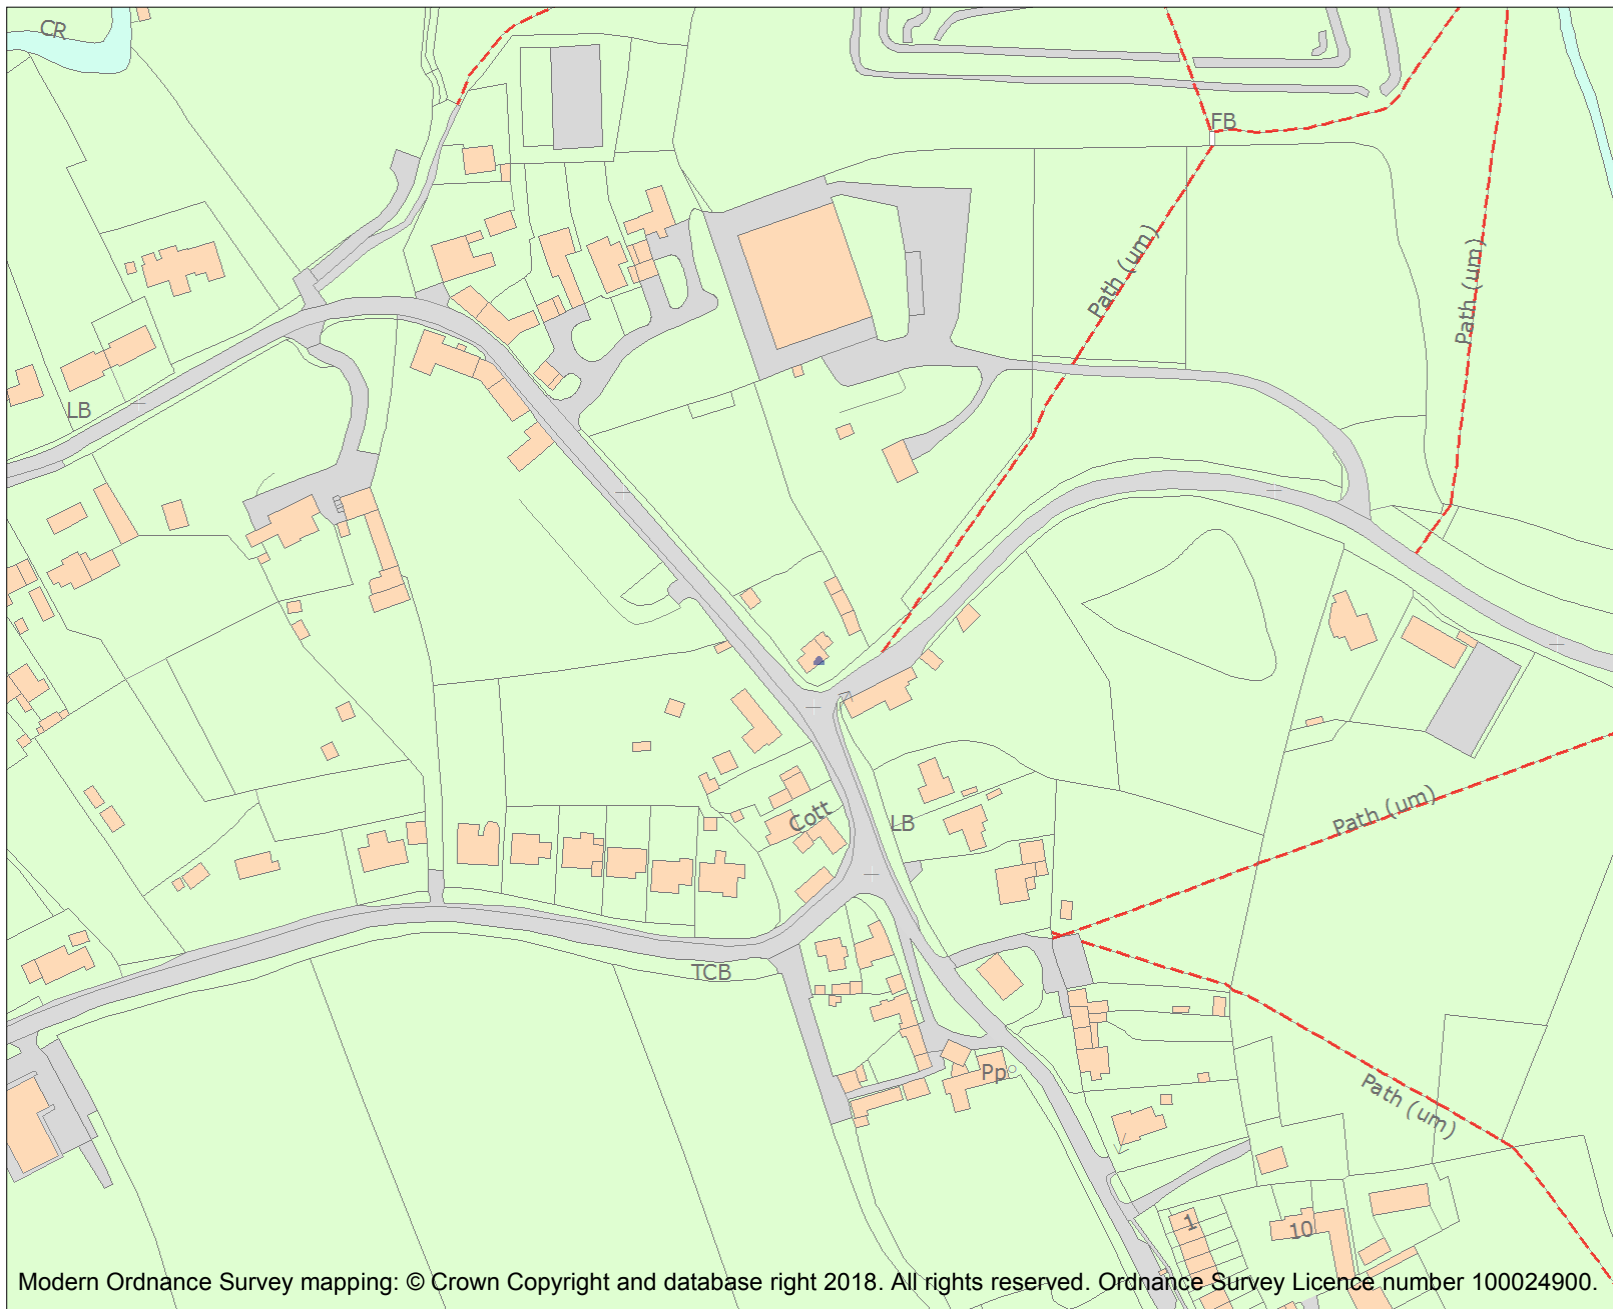 CR
FB
Path (um)
Path (um)
LB
Cott
LB
Path (um)
TCB
Pp
Path (um)
1
10
Modern Ordnance Survey mapping: © Crown Copyright and database right 2018. All rights reserved. Ordnance Survey Licence number 100024900.